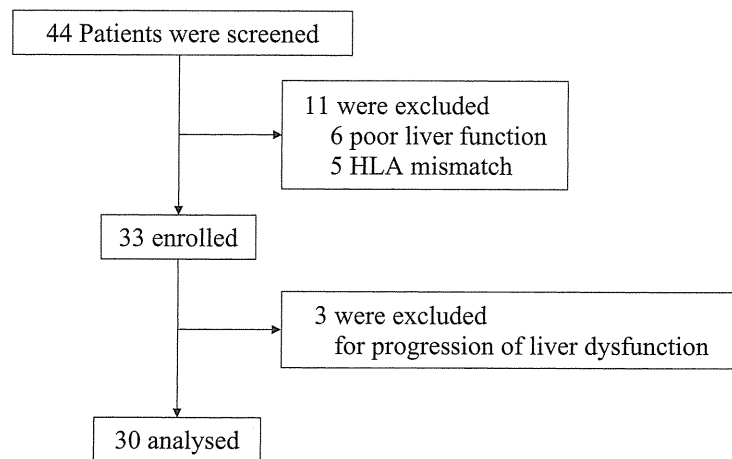 44 Patients were screened
11 were excluded
6 poor liver function
5 HLA mismatch
33 enrolled
3 were excluded
for progression of liver dysfunction
30 analysed